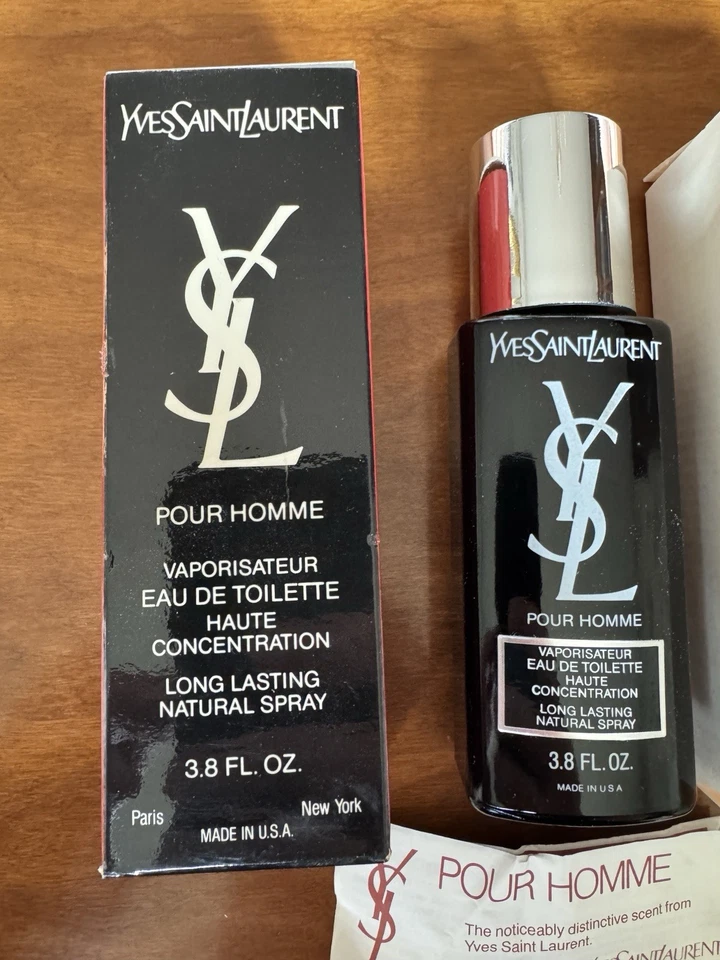 YVESSAINTLAURENT
YSL
POUR HOMME
VAPORISATEUR
EAU DE TOILETTE
HAUTE
CONCENTRATION
LONG LASTING
NATURAL SPRAY
3.8 FL. OZ.
Paris
New York
MADE IN U.S.A.
YVESSAINTLAURENT
YSL
POUR HOMME
VAPORISATEUR
EAU DE TOILETTE
HAUTE
CONCENTRATION
LONG LASTING
NATURAL SPRAY
3.8 FL. OZ.
MADE IN U S A
YSL
POUR HOMME
The noticeably distinctive scent from
Yves Saint Laurent.
SAINTLAURENT